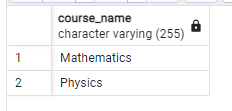 course_name
character varying (255)
1 Mathematics
2 Physics